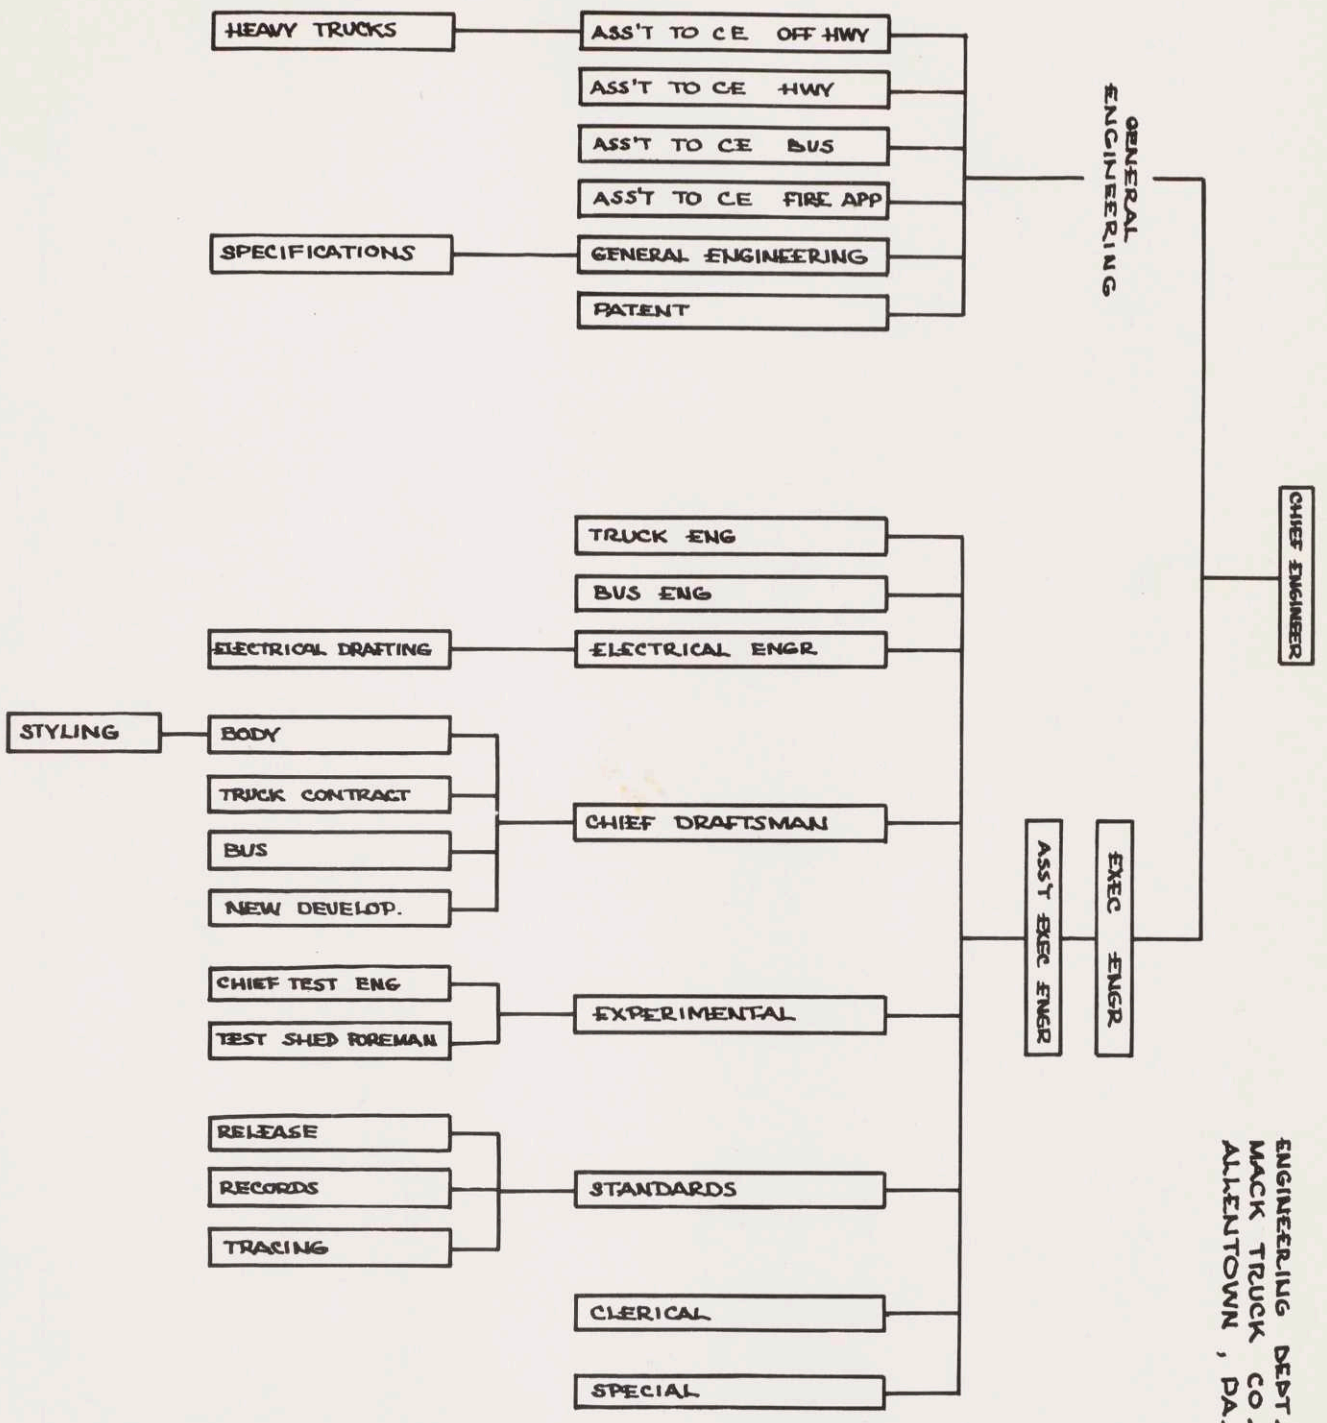 ENGINEERING DEPT.
MACK TRUCK CO.
ALLENTOWN, PA.
CHIEF ENGINEER
GENERAL
ENGINEERING
HEAVY TRUCKS
ASS'T TO CE OFF HWY
ASS'T TO CE HWY
ASS'T TO CE BUS
ASS'T TO CE FIRE APP
SPECIFICATIONS
GENERAL ENGINEERING
PATENT
EXEC ENGR
ASS'T EXEC ENGR
TRUCK ENG
BUS ENG
ELECTRICAL DRAFTING
ELECTRICAL ENGR
STYLING
BODY
TRUCK CONTRACT
CHIEF DRAFTSMAN
BUS
NEW DEVELOP.
CHIEF TEST ENG
EXPERIMENTAL
TEST SHED FOREMAN
RELEASE
RECORDS
STANDARDS
TRACING
CLERICAL
SPECIAL